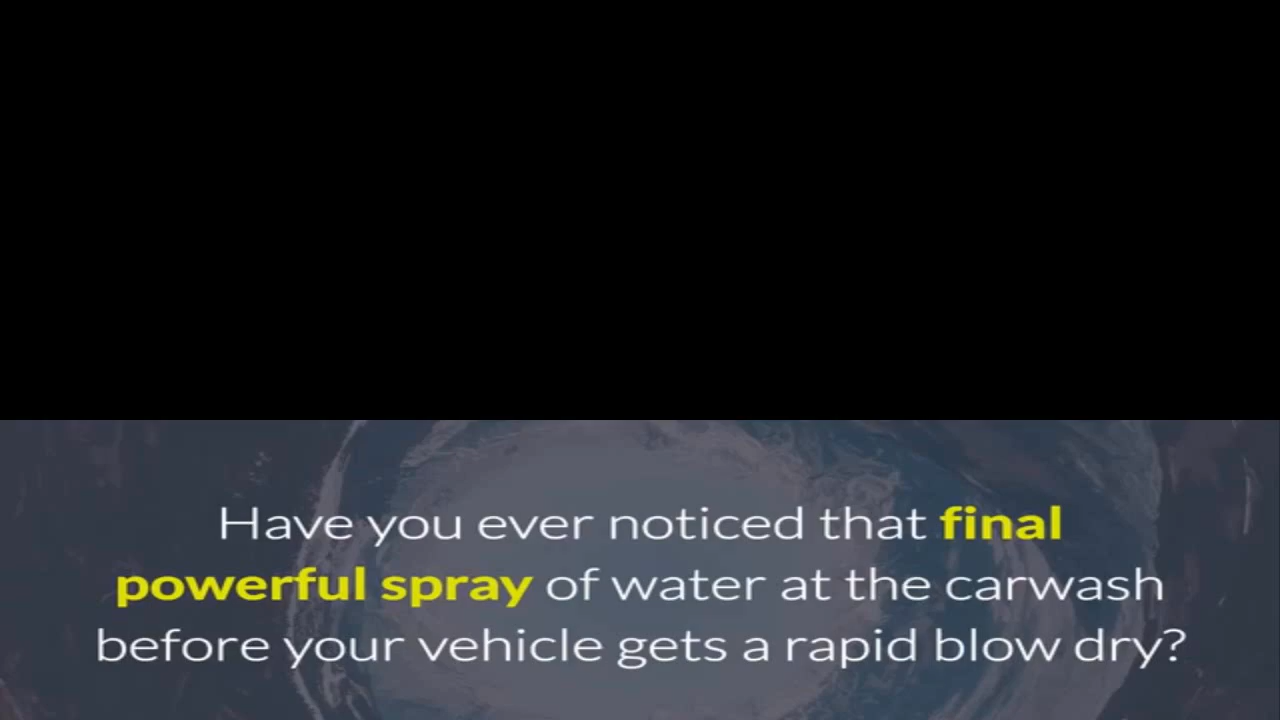 Have you ever noticed that final
powerful spray of water at the carwash
before your vehicle gets a rapid blow dry?